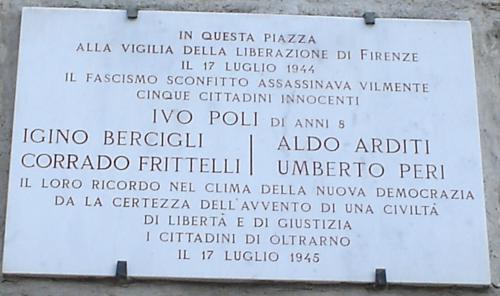 IN QUESTA PIAZZA
ALLA VIGILIA DELLA LIBERAZIONE DI FIRENZE
IL 17 LUGLIO 1944
IL FASCISMO SCONFITTO ASSASSINAVA VILMENTE
CINQUE CITTADINI INNOCENTI
IVO POLI DI ANNI 8
IGINO BERCIGLI | ALDO ARDITI
CORRADO FRITTELLI | UMBERTO PERI
IL LORO RICORDO NEL CLIMA DELLA NUOVA DEMOCRAZIA
DA LA CERTEZZA DELL'AVVENTO DI UNA CIVILTÀ
DI LIBERTÀ E DI GIUSTIZIA
I CITTADINI DI OLTRARNO
IL 17 LUGLIO 1945